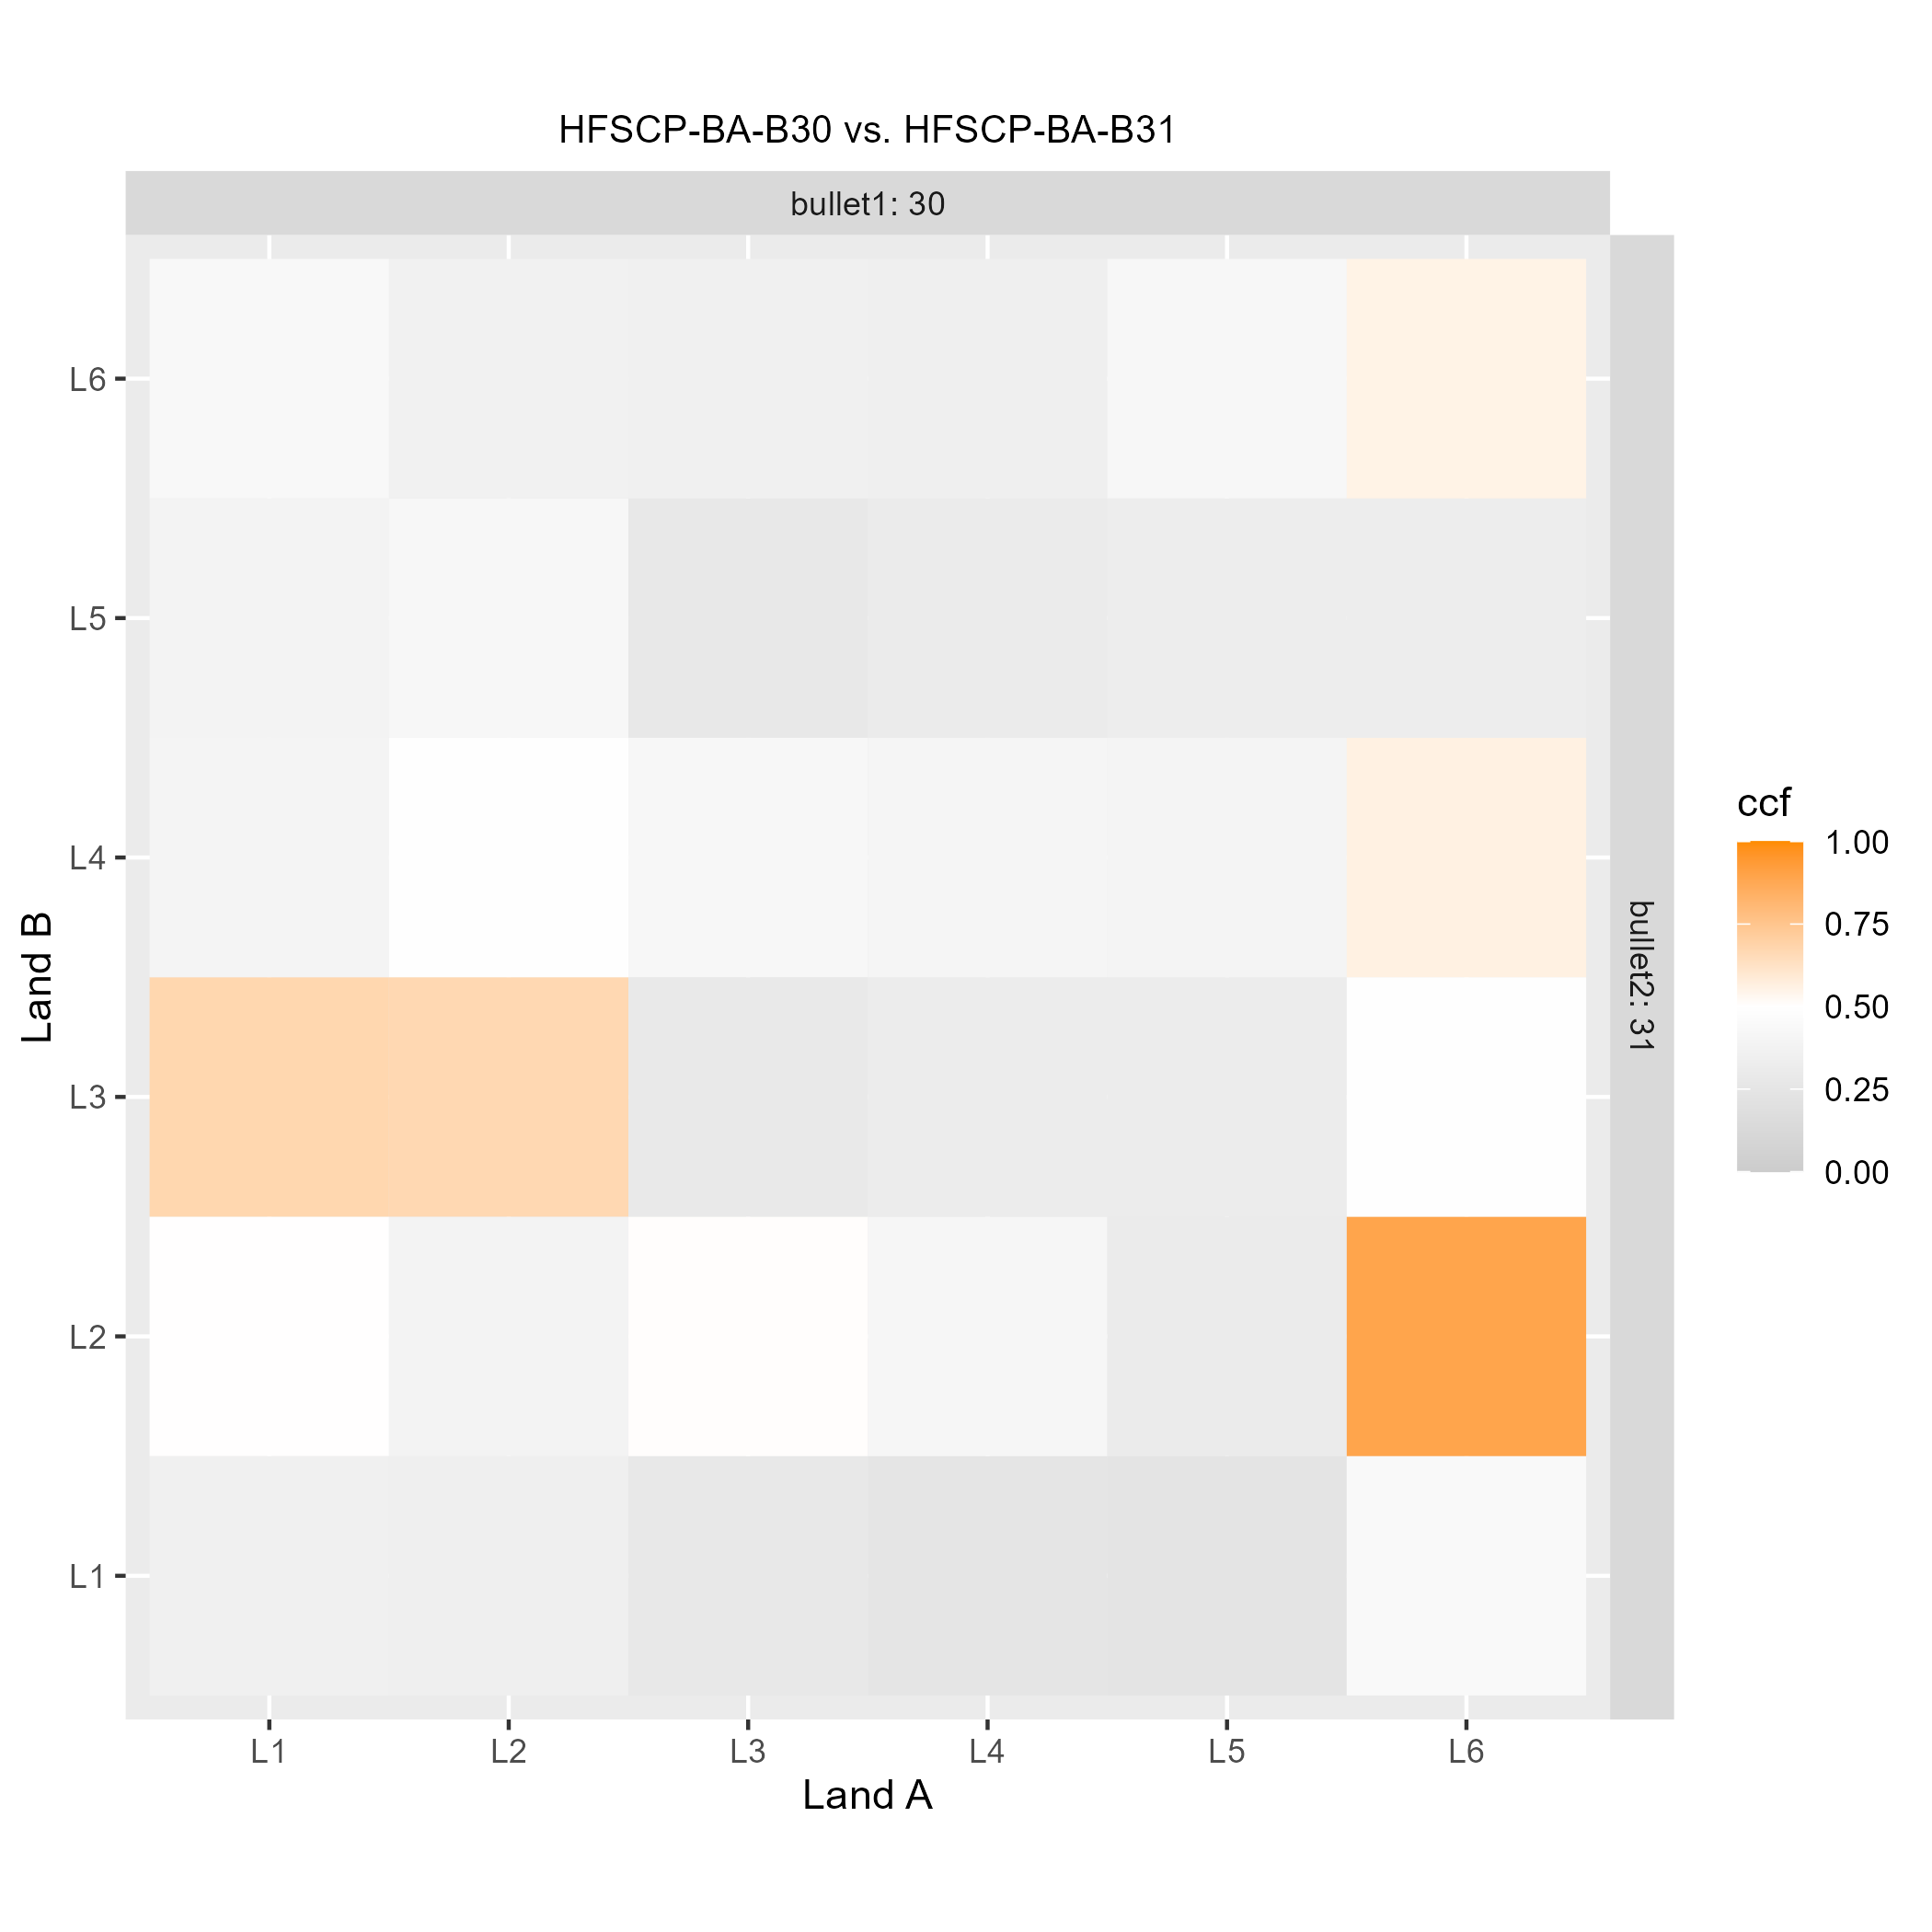 HFSCP-BA-B30 vs. HFSCP-BA-B31
bullet1: 30
L6
L5
L4
L3
L2
L1
Land B
bullet2: 31
L1 L2 L3 L4 L5 L6
Land A
ccf
1.00
0.75
0.50
0.25
0.00